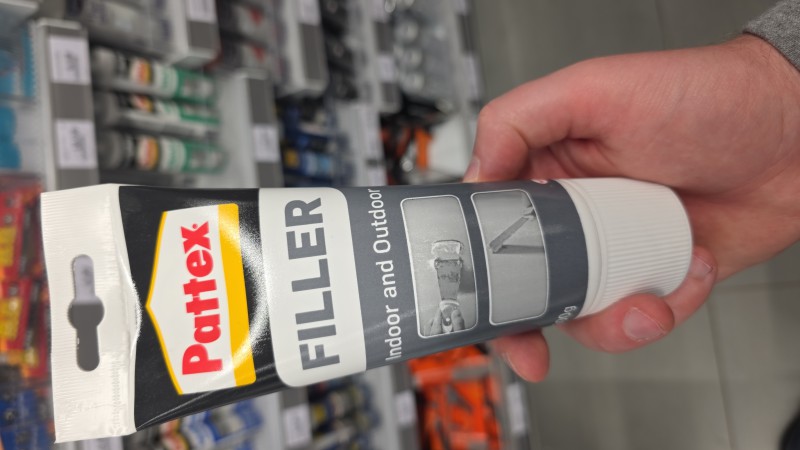 Pattex
FILLER
Indoor and Outdoor